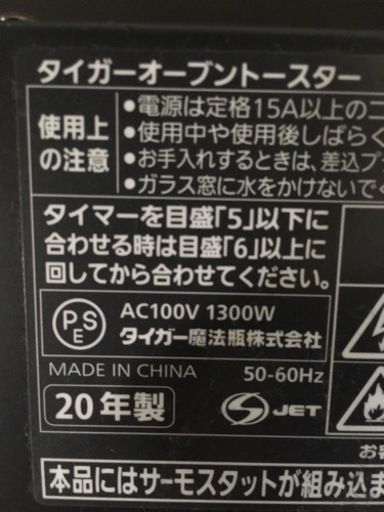 タイガーオーブントースター
使用上
の注意
●電源は定格15A以上のコ
●使用中や使用後しばらく
●お手入れするときは、差込プ
●ガラス窓に水をかけないで
タイマーを目盛「5」以下に
合わせる時は目盛「6」以上に
回してから合わせてください。
PSE
AC100V 1300W
タイガー魔法瓶株式会社
MADE IN CHINA
50-60Hz
20年製
JET
お客
本品にはサーモスタットが組み込ま